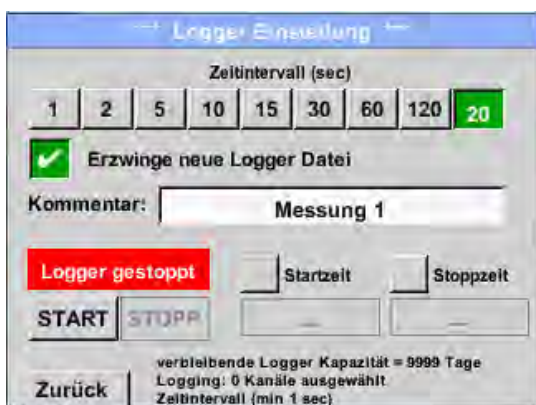 *** Logger Einstellung ***
Zeitintervall (sec)
1 2 5 10 15 30 60 120 20
Erzwinge neue Logger Datei
Kommentar: Messung 1
Logger gestoppt Startzeit Stoppzeit
START STOPP
verbleibende Logger Kapazität = 9999 Tage
Logging: 0 Kanäle ausgewählt
Zurück Zeitintervall (min 1 sec)